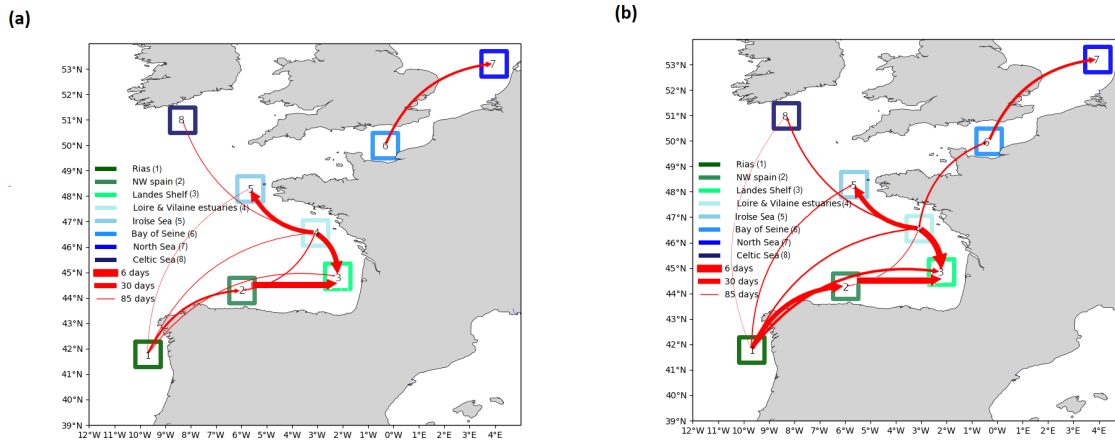 (a)
(b)
53°N
52°N
51°N
50°N
49°N
48°N
47°N
46°N
45°N
44°N
43°N
42°N
41°N
40°N
39°N
12°W 11°W 10°W 9°W 8°W 7°W 6°W 5°W 4°W 3°W 2°W 1°W 0°W 1°E 2°E 3°E 4°E
7
8
6
5
4
3
2
1
Rias (1)
NW spain (2)
Landes Shelf (3)
Loire & Vilaine estuaries (4)
Iroise Sea (5)
Bay of Seine (6)
North Sea (7)
Celtic Sea (8)
6 days
30 days
85 days
53°N
52°N
51°N
50°N
49°N
48°N
47°N
46°N
45°N
44°N
43°N
42°N
41°N
40°N
39°N
12°W 11°W 10°W 9°W 8°W 7°W 6°W 5°W 4°W 3°W 2°W 1°W 0°W 1°E 2°E 3°E 4°E
7
8
6
5
4
3
2
1
Rias (1)
NW spain (2)
Landes Shelf (3)
Loire & Vilaine estuaries (4)
Iroise Sea (5)
Bay of Seine (6)
North Sea (7)
Celtic Sea (8)
6 days
30 days
85 days